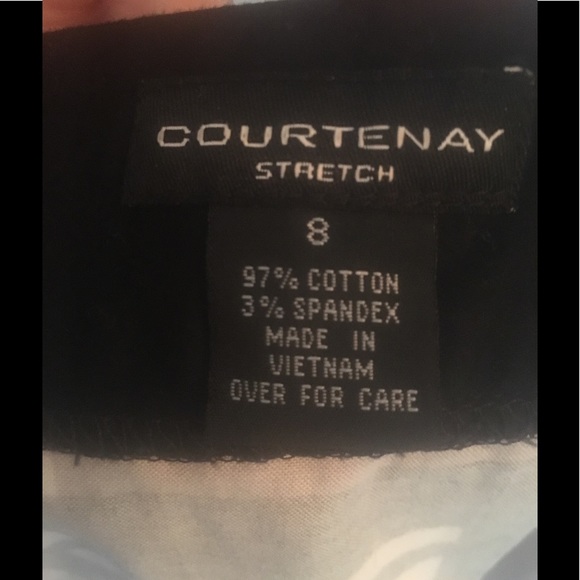 COURTENAY
STRETCH
8
97% COTTON
3% SPANDEX
MADE IN
VIETNAM
OVER FOR CARE